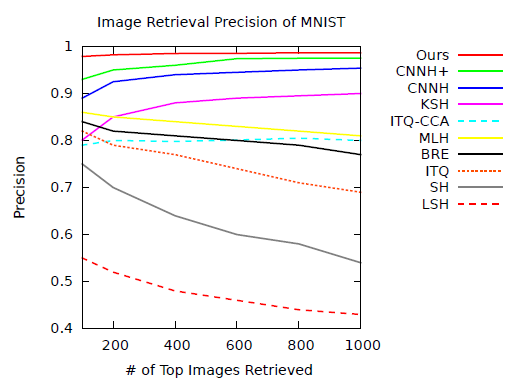 Image Retrieval Precision of MNIST
1
0.9
0.8
0.7
0.6
0.5
0.4
Precision
200 400 600 800 1000
# of Top Images Retrieved
Ours
CNNH+
CNNH
KSH
ITQ-CCA
MLH
BRE
ITQ
SH
LSH